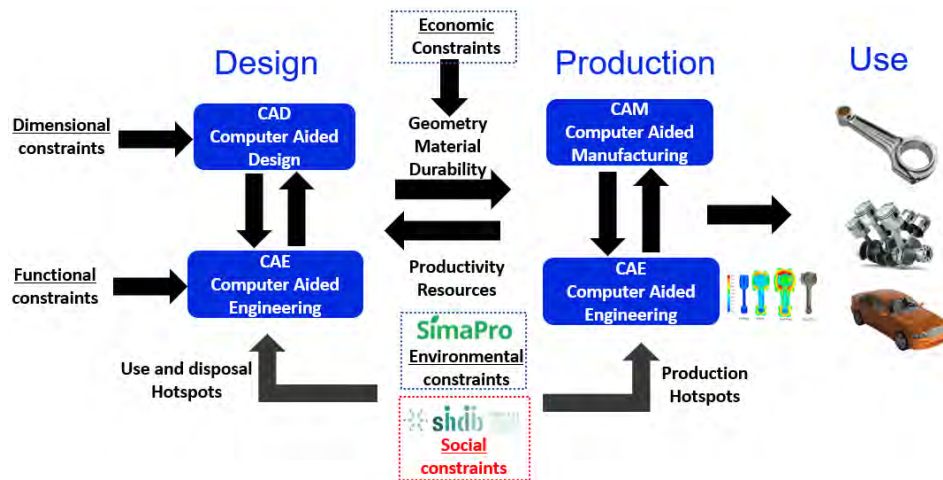 Economic
Constraints
Design
Production
Use
Dimensional
constraints
CAD
Computer Aided
Design
Geometry
Material
Durability
CAM
Computer Aided
Manufacturing
Functional
constraints
CAE
Computer Aided
Engineering
Productivity
Resources
CAE
Computer Aided
Engineering
SimaPro
Environmental
constraints
Use and disposal
Hotspots
Production
Hotspots
shdb
Social
constraints